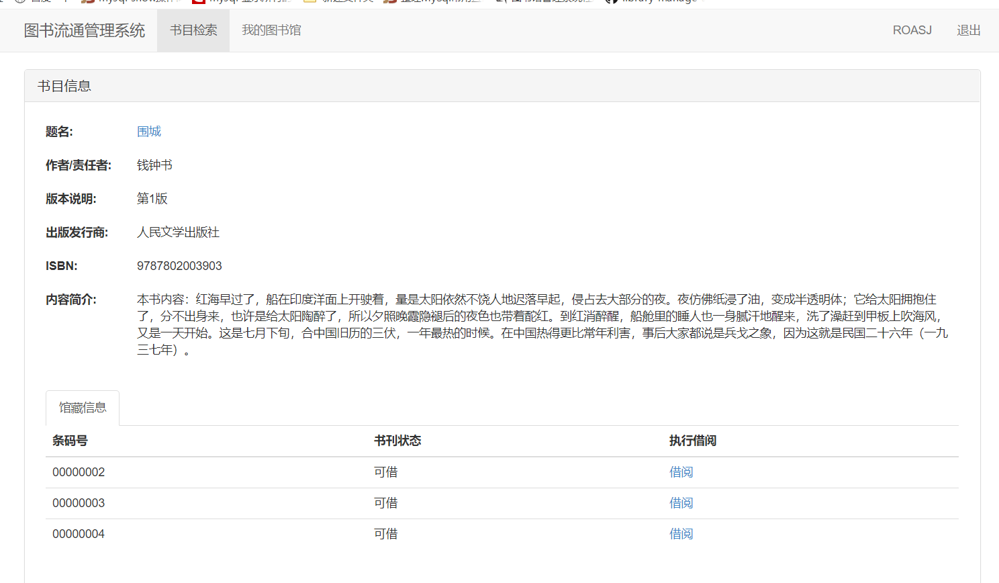 图书流通管理系统 书目检索 我的图书馆 ROASJ 退出
书目信息
题名: 围城
作者/责任者: 钱钟书
版本说明: 第1版
出版发行商: 人民文学出版社
ISBN: 9787802003903
内容简介: 本书内容：红海早过了，船在印度洋面上开驶着，量是太阳依然不饶人地迟落早起，侵占去大部分的夜。夜仿佛纸浸了油，变成半透明体；它给太阳拥抱住
了，分不出身来，也许是给太阳陶醉了，所以夕照晚霞隐褪后的夜色也带着酡红。到红消醉醒，船舱里的睡人也一身腻汗地醒来，洗了澡赶到甲板上吹海风，
又是一天开始。这是七月下旬，合中国旧历的三伏，一年最热的时候。在中国热得更比常年利害，事后大家都说是兵戈之象，因为这就是民国二十六年（一九
三七年）。
馆藏信息
条码号 书刊状态 执行借阅
00000002 可借 借阅
00000003 可借 借阅
00000004 可借 借阅